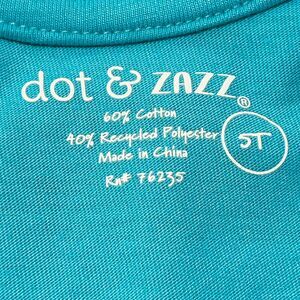 dot & ZAZZ®
60% Cotton
40% Recycled Polyester
Made in China
Rn# 76235
5T